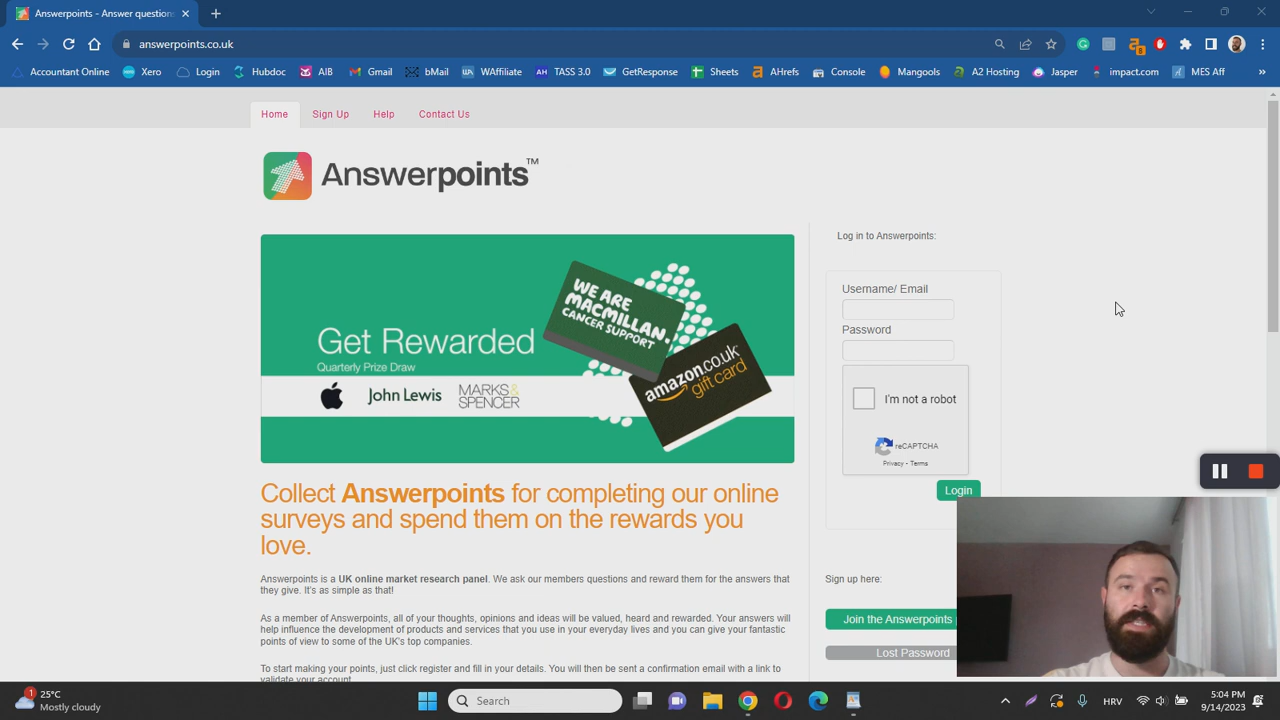 Answerpoints - Answer question
answerpoints.co.uk
Accountant Online
Xero
Login
Hubdoc
AIB
Gmail
bMail
WAffiliate
TASS 3.0
GetResponse
Sheets
AHrefs
Console
Mangools
A2 Hosting
Jasper
impact.com
MES Aff
Home
Sign Up
Help
Contact Us
Answerpoints™
Log in to Answerpoints:
Get Rewarded
Quarterly Prize Draw
John Lewis
MARKS&
SPENCER
WE ARE
MACMILLAN.
CANCER SUPPORT
amazon.co.uk
gift card
Username/ Email
Password
I'm not a robot
reCAPTCHA
Privacy - Terms
Login
Collect Answerpoints for completing our online
surveys and spend them on the rewards you
love.
Answerpoints is a UK online market research panel. We ask our members questions and reward them for the answers that
they give. It's as simple as that!
As a member of Answerpoints, all of your thoughts, opinions and ideas will be valued, heard and rewarded. Your answers will
help influence the development of products and services that you use in your everyday lives and you can give your fantastic
points of view to some of the UK's top companies.
To start making your points, just click register and fill in your details. You will then be sent a confirmation email with a link to
validate your account.
Sign up here:
Join the Answerpoints
Lost Password
1
25°C
Mostly cloudy
Search
HRV
5:04 PM
9/14/2023